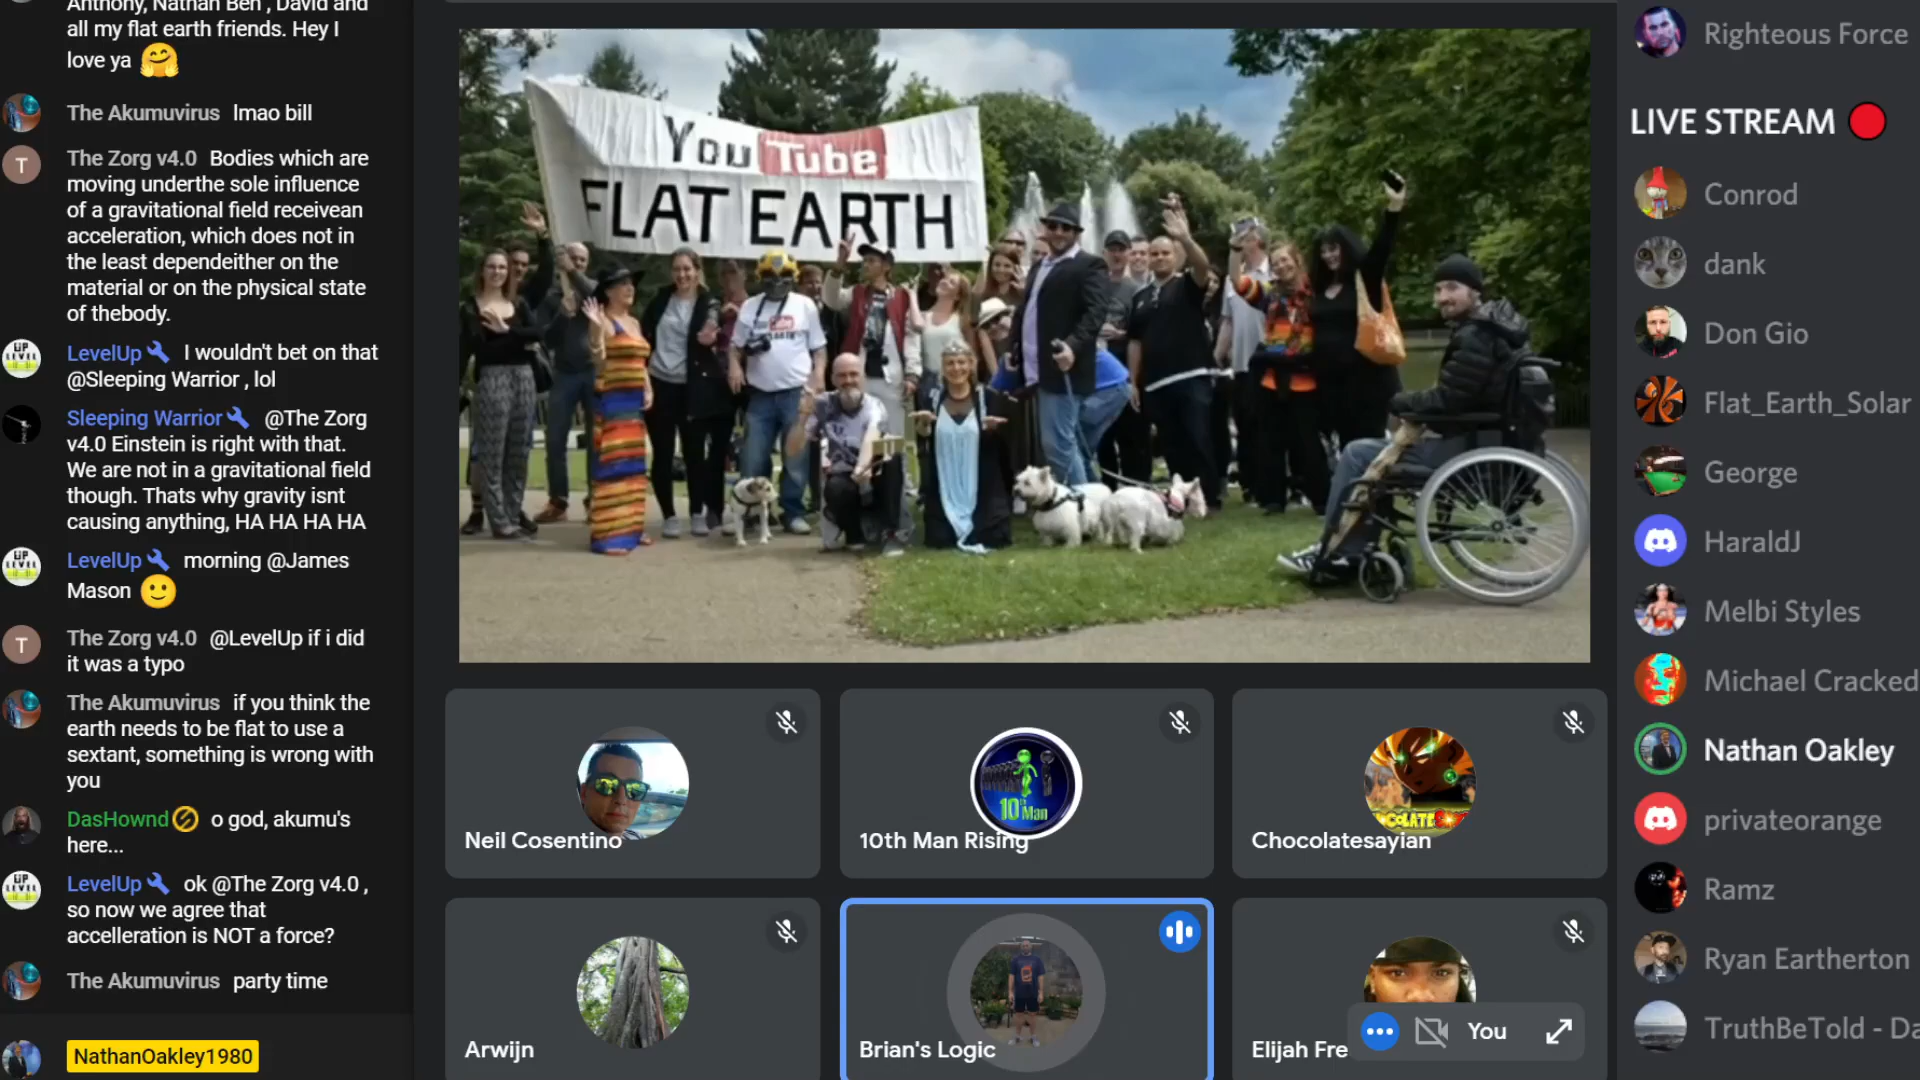 Anthony, Nathan Ben , David and
all my flat earth friends. Hey I
love ya
The Akumuvirus lmao bill
The Zorg v4.0 Bodies which are
moving underthe sole influence
of a gravitational field receivean
acceleration, which does not in
the least dependeither on the
material or on the physical state
of thebody.
LevelUp I wouldn't bet on that
@Sleeping Warrior , lol
Sleeping Warrior @The Zorg
v4.0 Einstein is right with that.
We are not in a gravitational field
though. Thats why gravity isnt
causing anything, HA HA HA HA
LevelUp morning @James
Mason
The Zorg v4.0 @LevelUp if i did
it was a typo
The Akumuvirus if you think the
earth needs to be flat to use a
sextant, something is wrong with
you
DasHownd o god, akumu's
here...
LevelUp ok @The Zorg v4.0 ,
so now we agree that
accelleration is NOT a force?
The Akumuvirus party time
NathanOakley1980
You Tube
FLAT EARTH
Neil Cosentino
10th Man
10th Man Rising
Chocolatesayian
Arwijn
Brian's Logic
Elijah Fre
You
Righteous Force
LIVE STREAM
Conrod
dank
Don Gio
Flat_Earth_Solar
George
HaraldJ
Melbi Styles
Michael Cracked
Nathan Oakley
privateorange
Ramz
Ryan Eartherton
TruthBeTold - Da